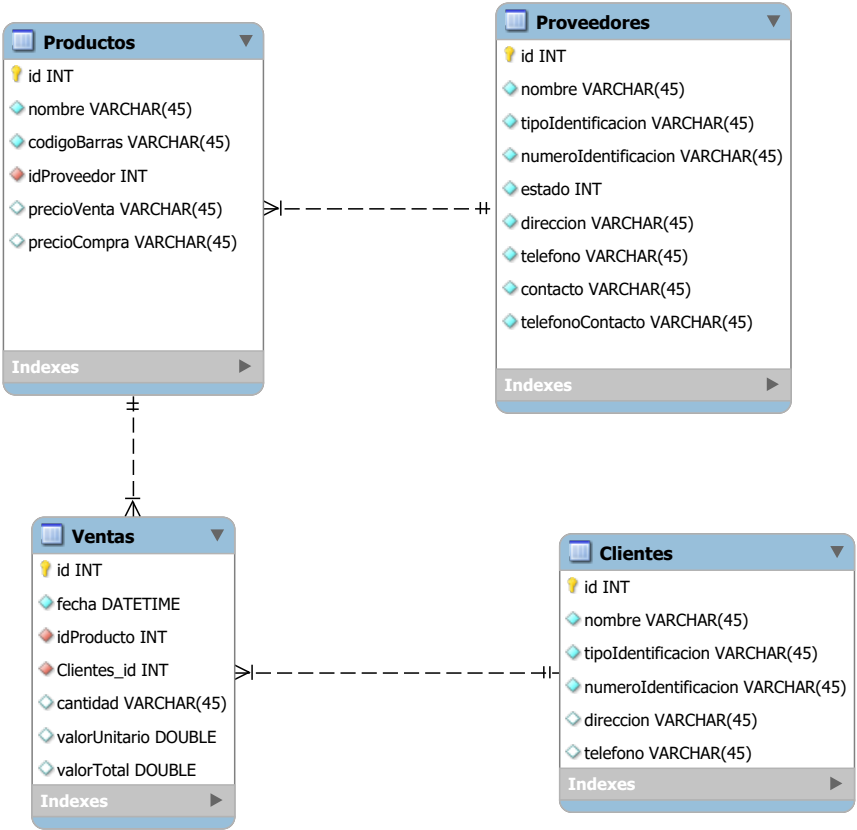 Productos
id INT
nombre VARCHAR(45)
codigoBarras VARCHAR(45)
idProveedor INT
precioVenta VARCHAR(45)
precioCompra VARCHAR(45)
Indexes
Proveedores
id INT
nombre VARCHAR(45)
tipoIdentificacion VARCHAR(45)
numeroIdentificacion VARCHAR(45)
estado INT
direccion VARCHAR(45)
telefono VARCHAR(45)
contacto VARCHAR(45)
telefonoContacto VARCHAR(45)
Indexes
Ventas
id INT
fecha DATETIME
idProducto INT
Clientes_id INT
cantidad VARCHAR(45)
valorUnitario DOUBLE
valorTotal DOUBLE
Indexes
Clientes
id INT
nombre VARCHAR(45)
tipoIdentificacion VARCHAR(45)
numeroIdentificacion VARCHAR(45)
direccion VARCHAR(45)
telefono VARCHAR(45)
Indexes